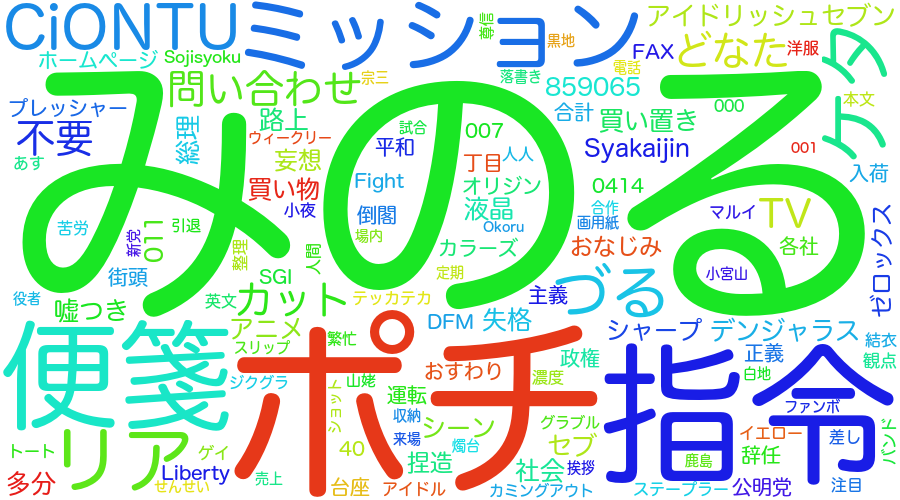 CiONTU
ミッション
アイドリッシュセブン
ホームページ
Sojisyoku
尊信
黒地
FAX
どなた
洋服
ケア
みのる
問い合わせ
宗三
落書き
電話
859065
本文
プレッシャー
不要
路上
総理
ウィークリー
試合
007
合計
買い置き
000
001
あす
妄想
平和
丁目
人人
Syakaijin
入荷
買い物
Fight
オリジン
0414
小夜
倒閣
液晶
合作
マルイ
TV
苦労
引退
新党
011
整理
人間
場内
カラーズ
Okoru
画用紙
おなじみ
各社
ゼロックス
街頭
SGI
定期
づる
小宮山
役者
嘘つき
英文
カット
テッカテカ
主義
便箋
アニメ
スリップ
繁忙
DFM
失格
シャープ
デンジャラス
結衣
観点
ポチ
指令
ジクグラ
ショット
山姥
おすわり
政権
正義
白地
運転
濃度
収納
ファンボ
リア
トート
ゲイ
40
来場
シーン
グラブル
セブ
イエロー
差し
バンド
多分
Liberty
せんせい
売上
台座
アイドル
捏造
燭台
社会
挨拶
カミングアウト
ステープラー
鹿島
公明党
辞任
注目